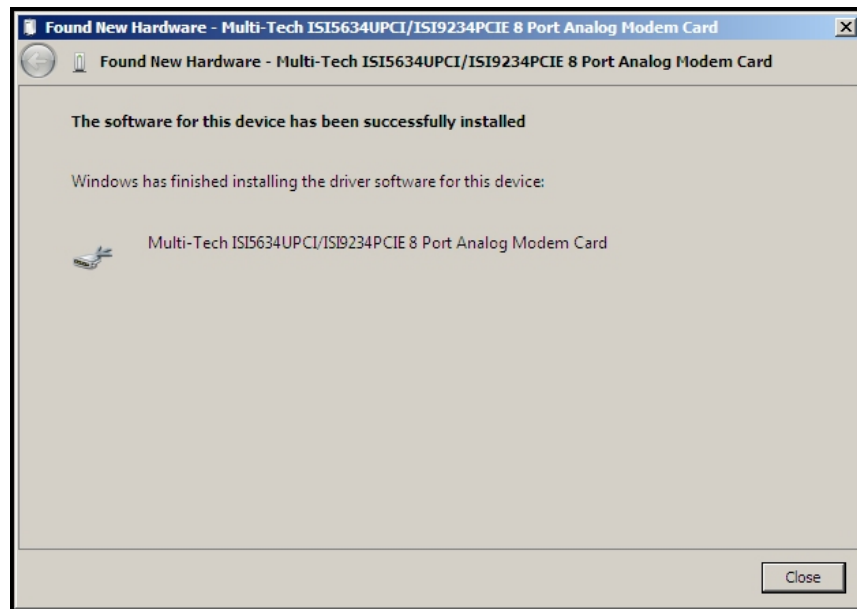 Found New Hardware - Multi-Tech ISI5634UPCI/ISI9234PCIE 8 Port Analog Modem Card
Found New Hardware - Multi-Tech ISI5634UPCI/ISI9234PCIE 8 Port Analog Modem Card
The software for this device has been successfully installed
Windows has finished installing the driver software for this device:
Multi-Tech ISI5634UPCI/ISI9234PCIE 8 Port Analog Modem Card
Close